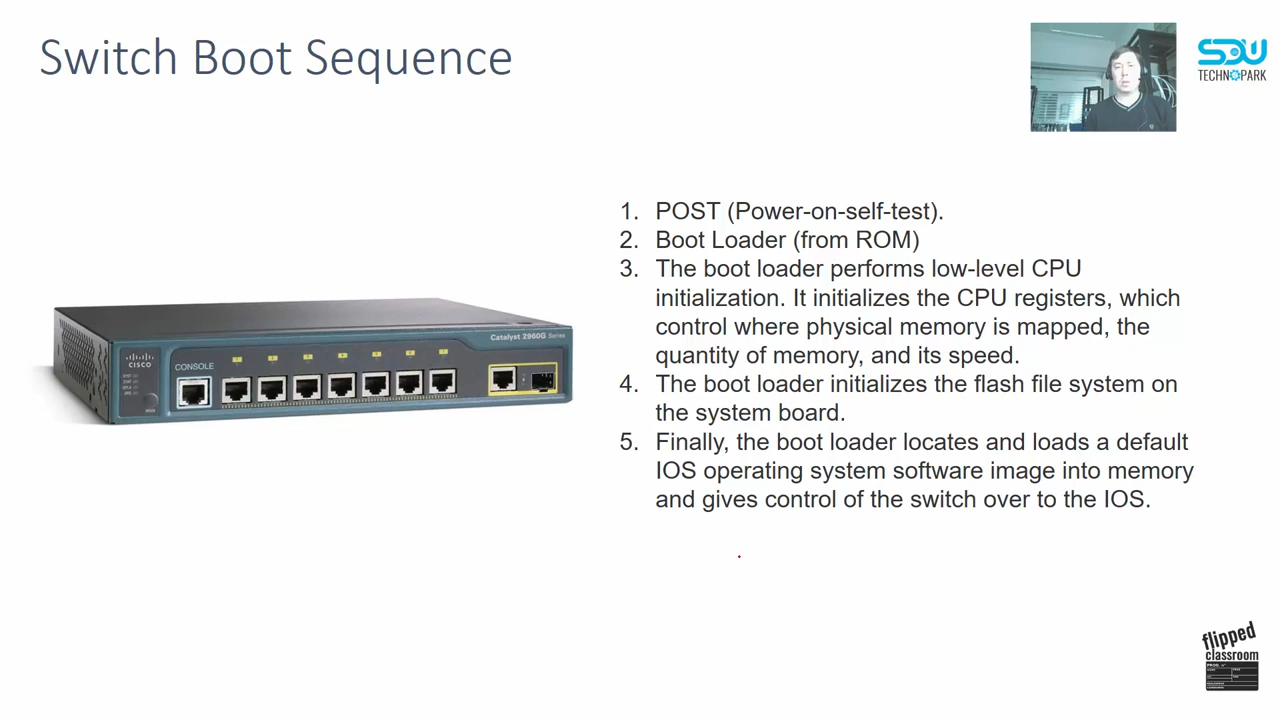 Switch Boot Sequence
SDU
TECHNOPARK
1. POST (Power-on-self-test).
2. Boot Loader (from ROM)
3. The boot loader performs low-level CPU
initialization. It initializes the CPU registers, which
control where physical memory is mapped, the
quantity of memory, and its speed.
4. The boot loader initializes the flash file system on
the system board.
5. Finally, the boot loader locates and loads a default
IOS operating system software image into memory
and gives control of the switch over to the IOS.
Catalyst 2960G Series
CISCO
CONSOLE
flipped
classroom